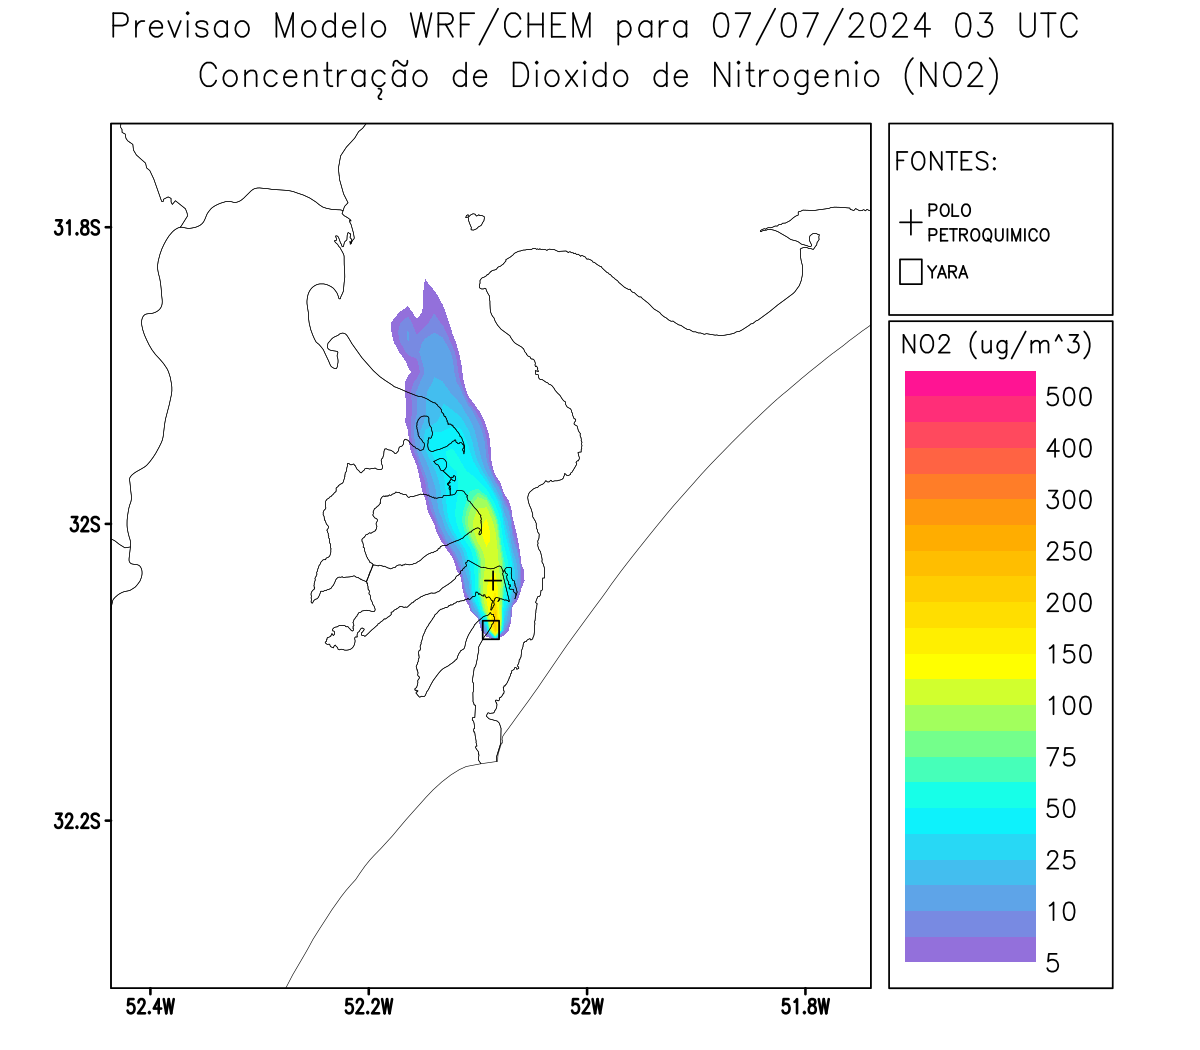 Previsao Modelo WRF/CHEM para 07/07/2024 03 UTC
Concentração de Dioxido de Nitrogenio (NO2)
FONTES:
POLO
PETROQUIMICO
YARA
NO2 (ug/m^3)
500
400
300
250
200
150
100
75
50
25
10
5
31.8S
32S
32.2S
52.4W
52.2W
52W
51.8W